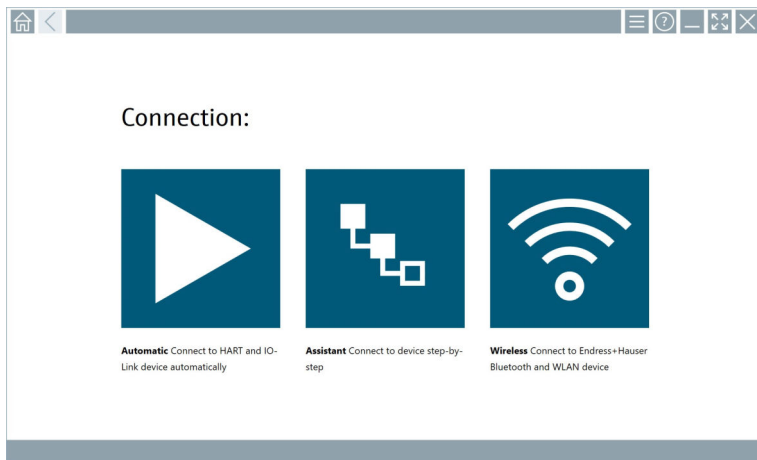 Connection:
Automatic Connect to HART and IO-
Link device automatically
Assistant Connect to device step-by-
step
Wireless Connect to Endress+Hauser
Bluetooth and WLAN device